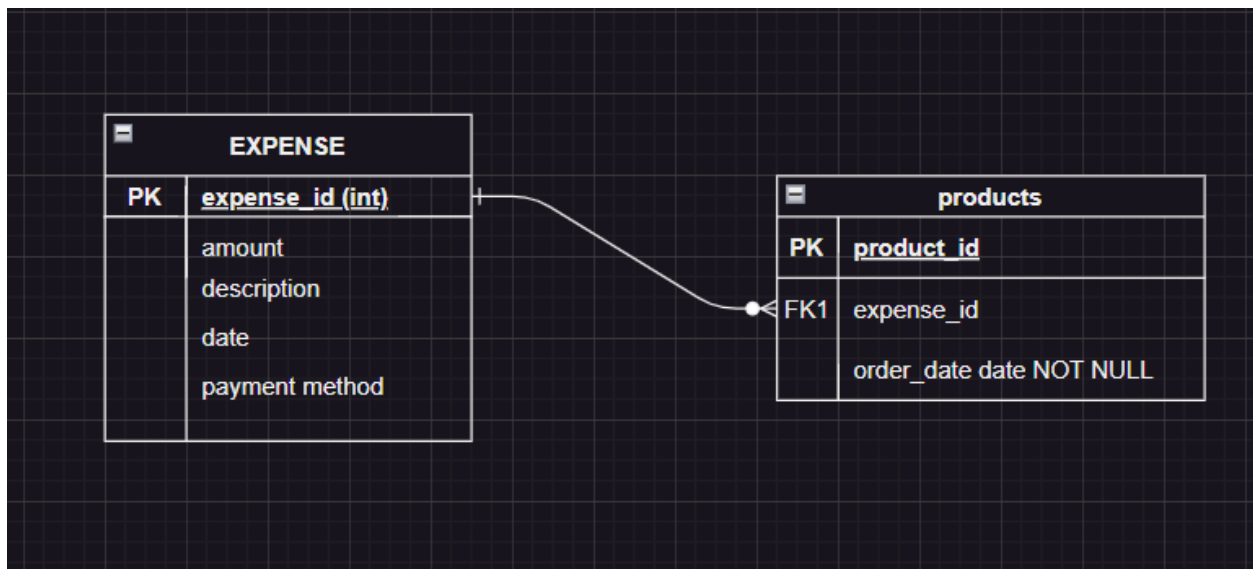 EXPENSE
PK expense_id (int)
amount
description
date
payment method
products
PK product_id
FK1 expense_id
order_date date NOT NULL